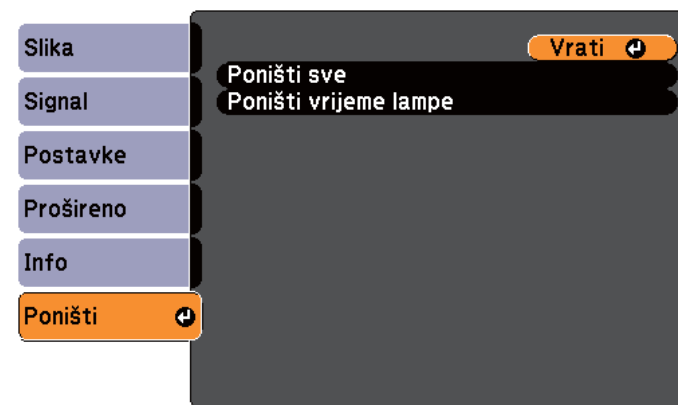 Slika
Signal
Postavke
Prošireno
Info
Poništi
Vrati
Poništi sve
Poništi vrijeme lampe